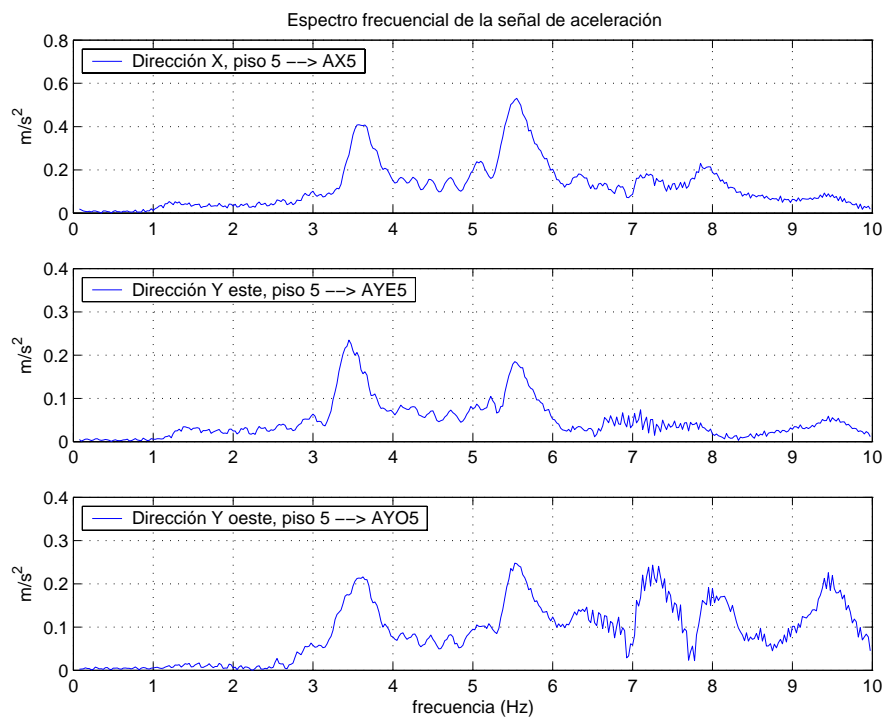 Espectro frecuencial de la señal de aceleración
0.8
0.6
0.4
0.2
0
m/s²
Dirección X, piso 5 −−> AX5
0 1 2 3 4 5 6 7 8 9 10
0.4
0.3
0.2
0.1
0
m/s²
Dirección Y este, piso 5 −−> AYE5
0 1 2 3 4 5 6 7 8 9 10
0.4
0.3
0.2
0.1
0
m/s²
Dirección Y oeste, piso 5 −−> AYO5
0 1 2 3 4 5 6 7 8 9 10
frecuencia (Hz)